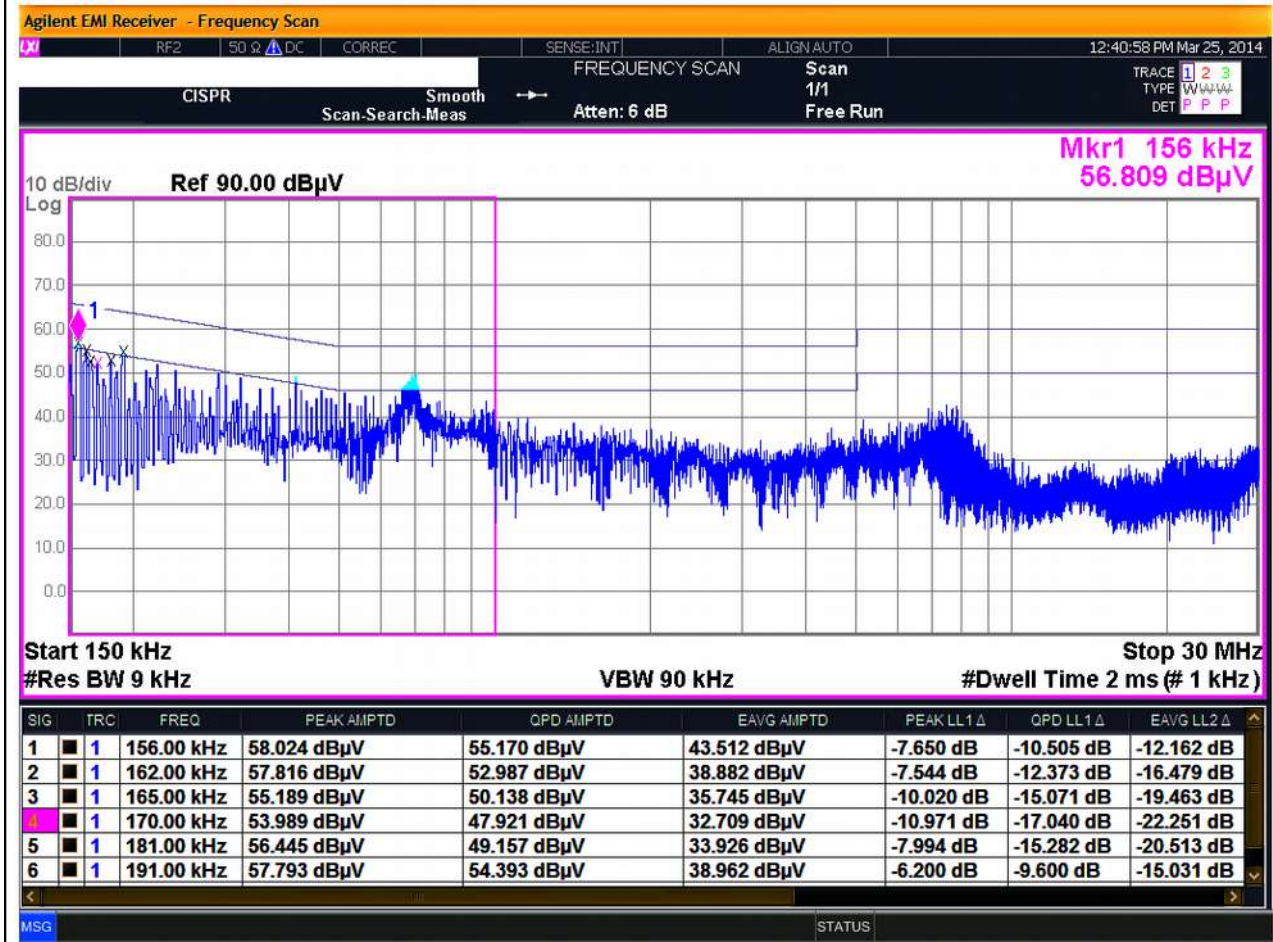 Agilent EMI Receiver - Frequency Scan
LXI RF2 50 Ω DC CORREC SENSE:INT ALIGN AUTO 12:40:58 PM Mar 25, 2014
FREQUENCY SCAN Scan TRACE 1 2 3
CISPR Smooth 1/1 TYPE W W W
Scan-Search-Meas Atten: 6 dB Free Run DET P P P
Mkr1 156 kHz
10 dB/div Ref 90.00 dBµV 56.809 dBµV
Log
80.0
70.0
1
60.0
50.0
40.0
30.0
20.0
10.0
0.0
Start 150 kHz Stop 30 MHz
#Res BW 9 kHz VBW 90 kHz #Dwell Time 2 ms (# 1 kHz)
SIG TRC FREQ PEAK AMPTD QPD AMPTD EAVG AMPTD PEAK LL1 Δ QPD LL1 Δ EAVG LL2 Δ
1 1 156.00 kHz 58.024 dBµV 55.170 dBµV 43.512 dBµV -7.650 dB -10.505 dB -12.162 dB
2 1 162.00 kHz 57.816 dBµV 52.987 dBµV 38.882 dBµV -7.544 dB -12.373 dB -16.479 dB
3 1 165.00 kHz 55.189 dBµV 50.138 dBµV 35.745 dBµV -10.020 dB -15.071 dB -19.463 dB
4 1 170.00 kHz 53.989 dBµV 47.921 dBµV 32.709 dBµV -10.971 dB -17.040 dB -22.251 dB
5 1 181.00 kHz 56.445 dBµV 49.157 dBµV 33.926 dBµV -7.994 dB -15.282 dB -20.513 dB
6 1 191.00 kHz 57.793 dBµV 54.393 dBµV 38.962 dBµV -6.200 dB -9.600 dB -15.031 dB
MSG STATUS